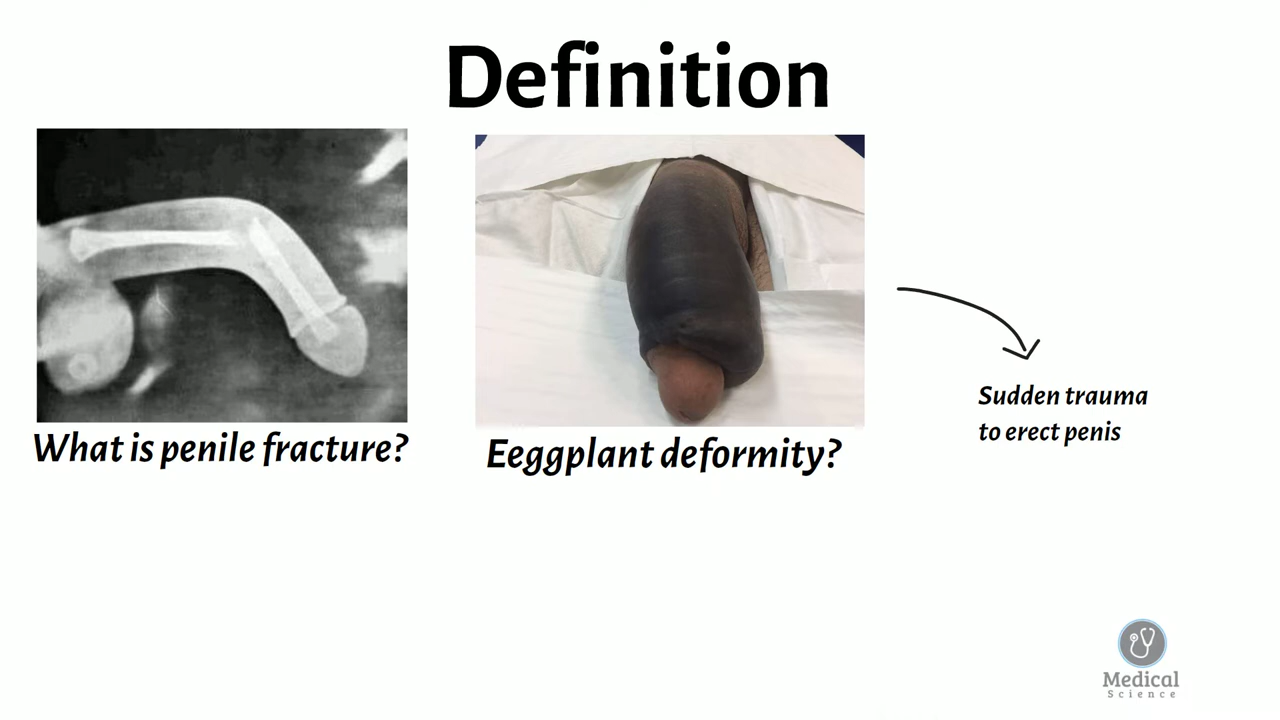 Definition
What is penile fracture?
Eeggplant deformity?
Sudden trauma
to erect penis
Medical
Science